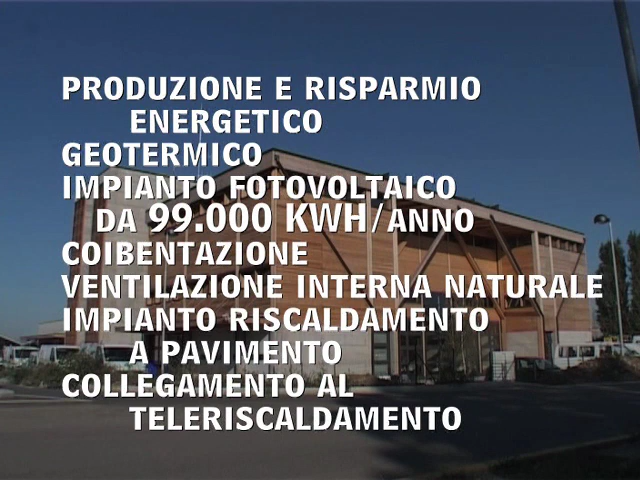 PRODUZIONE E RISPARMIO
ENERGETICO
GEOTERMICO
IMPIANTO FOTOVOLTAICO
DA 99.000 KWH/ANNO
COIBENTAZIONE
VENTILAZIONE INTERNA NATURALE
IMPIANTO RISCALDAMENTO
A PAVIMENTO
COLLEGAMENTO AL
TELERISCALDAMENTO